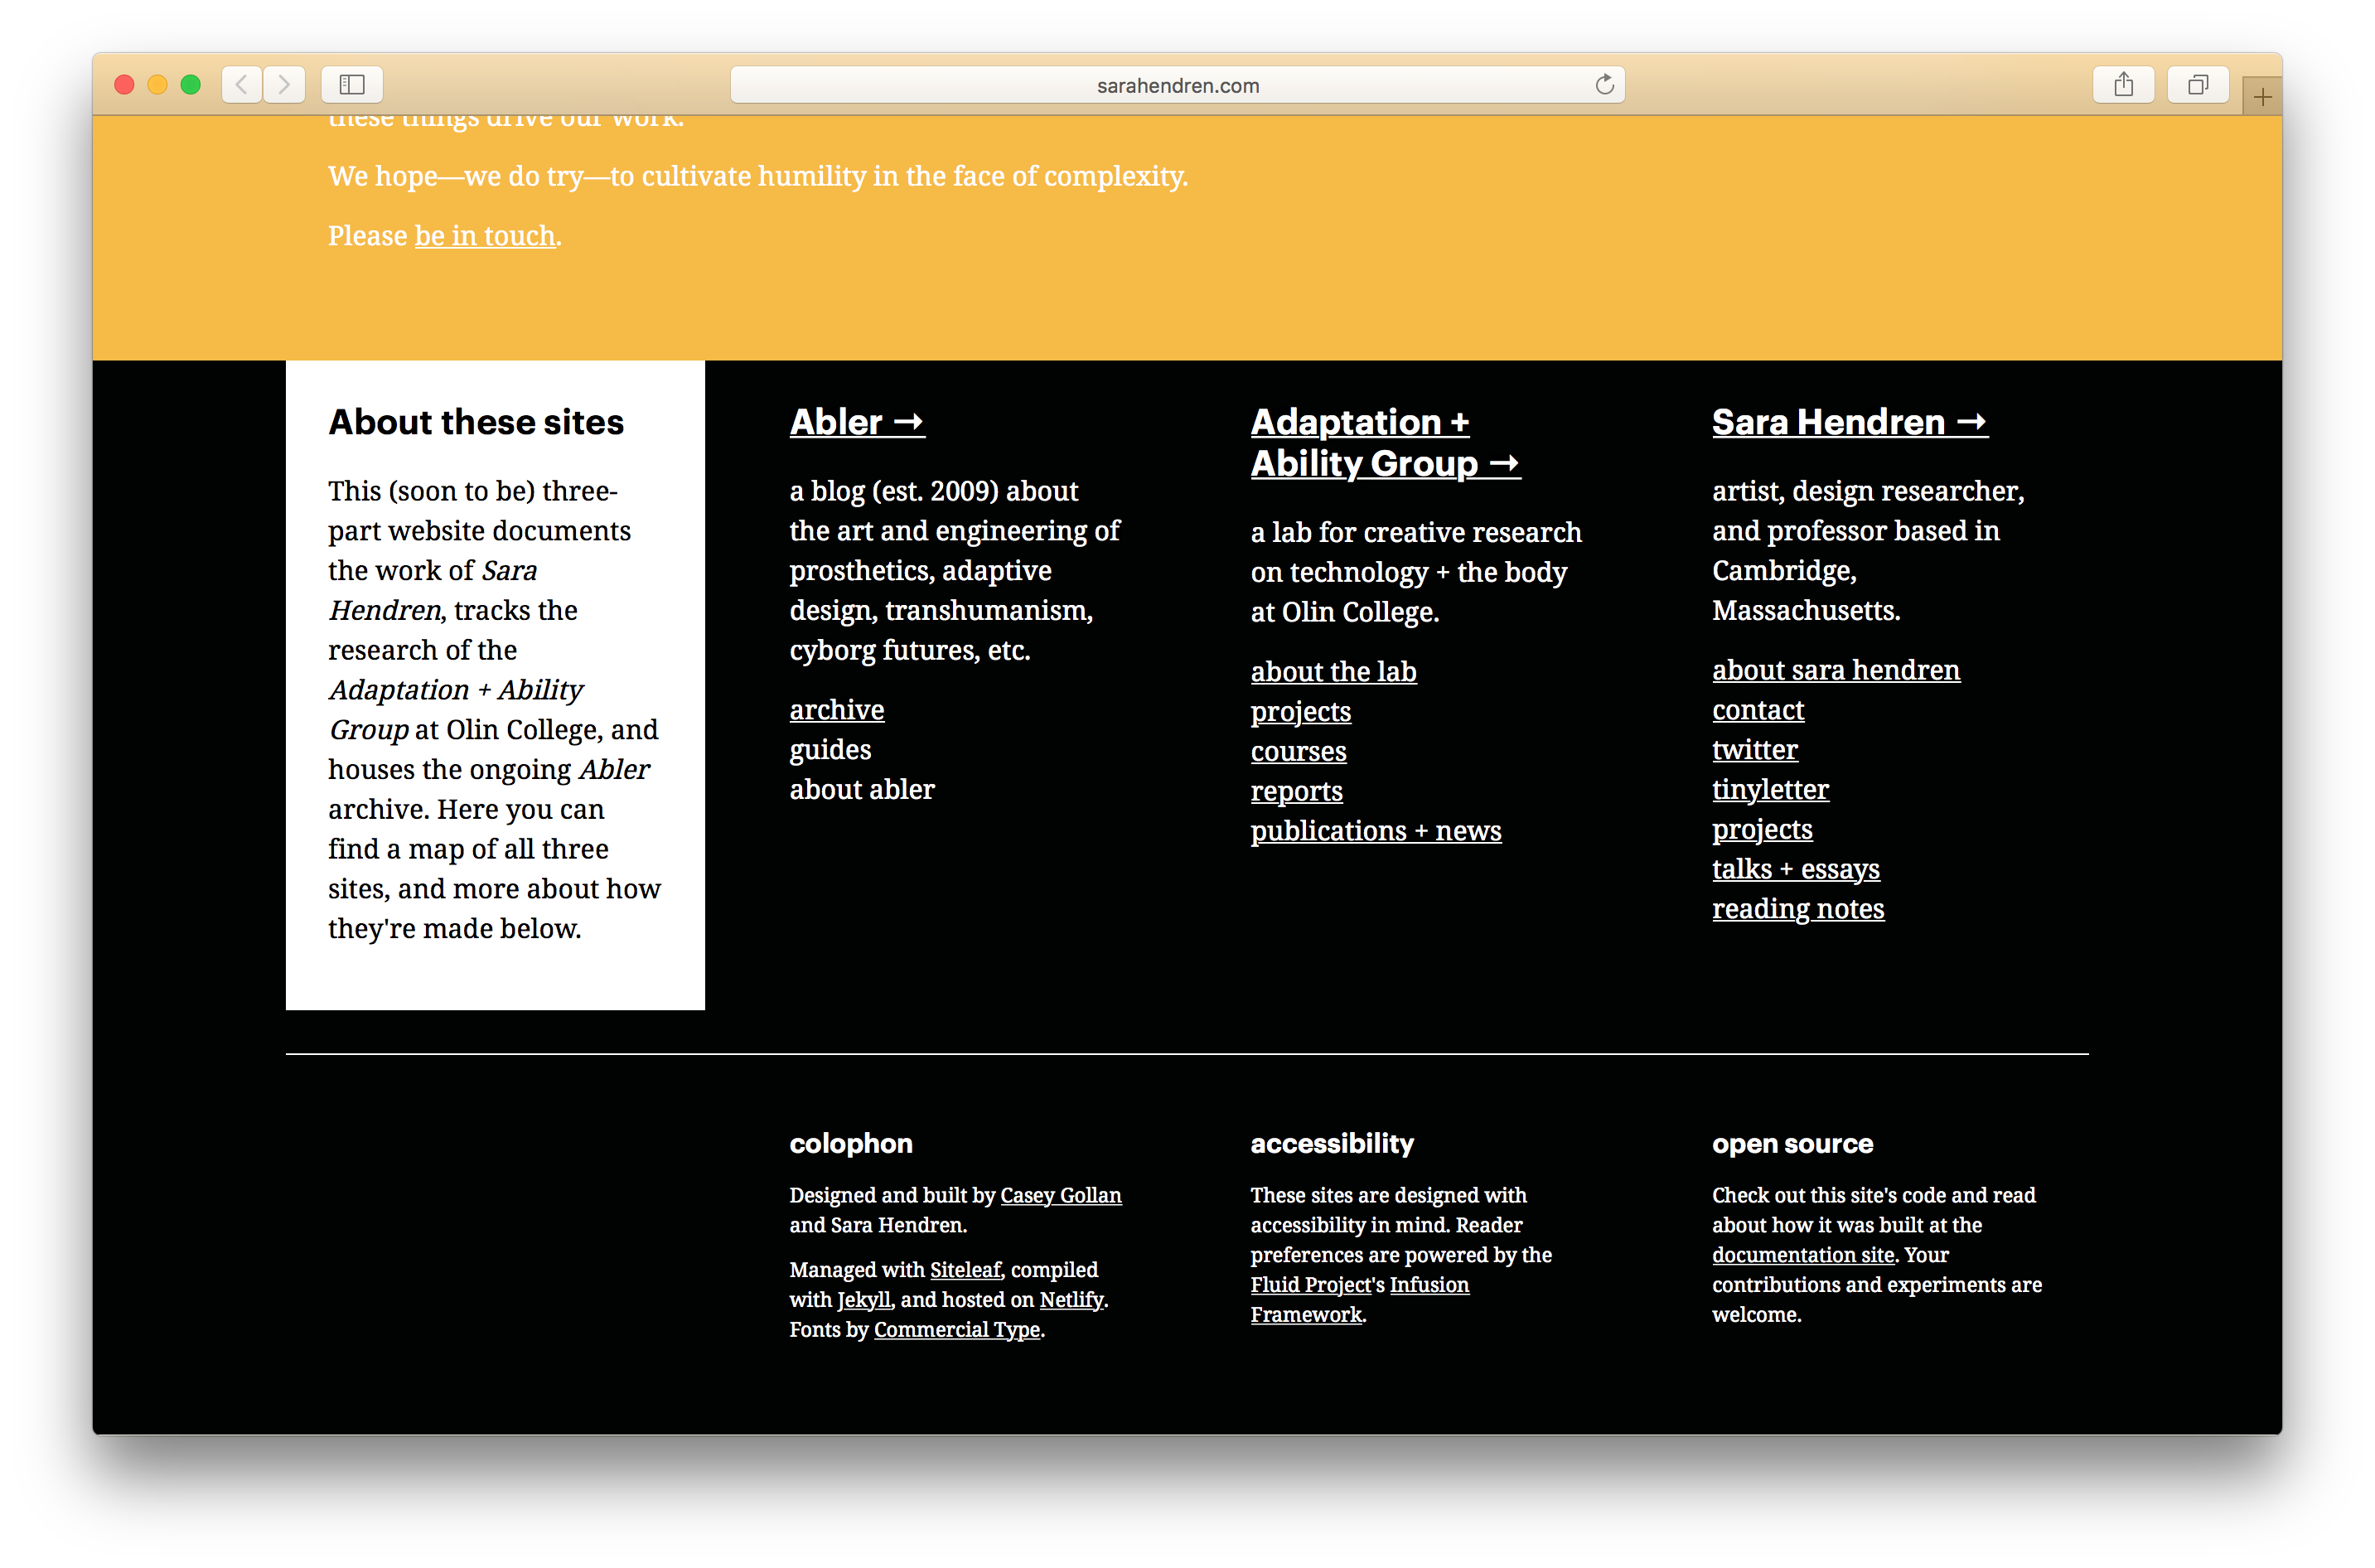 sarahendren.com
these things drive our work.
We hope—we do try—to cultivate humility in the face of complexity.
Please be in touch.
About these sites
This (soon to be) three-
part website documents
the work of Sara
Hendren, tracks the
research of the
Adaptation + Ability
Group at Olin College, and
houses the ongoing Abler
archive. Here you can
find a map of all three
sites, and more about how
they're made below.
Abler →
a blog (est. 2009) about
the art and engineering of
prosthetics, adaptive
design, transhumanism,
cyborg futures, etc.
archive
guides
about abler
Adaptation +
Ability Group →
a lab for creative research
on technology + the body
at Olin College.
about the lab
projects
courses
reports
publications + news
Sara Hendren →
artist, design researcher,
and professor based in
Cambridge,
Massachusetts.
about sara hendren
contact
twitter
tinyletter
projects
talks + essays
reading notes
colophon
Designed and built by Casey Gollan
and Sara Hendren.
Managed with Siteleaf, compiled
with Jekyll, and hosted on Netlify.
Fonts by Commercial Type.
accessibility
These sites are designed with
accessibility in mind. Reader
preferences are powered by the
Fluid Project's Infusion
Framework.
open source
Check out this site's code and read
about how it was built at the
documentation site. Your
contributions and experiments are
welcome.